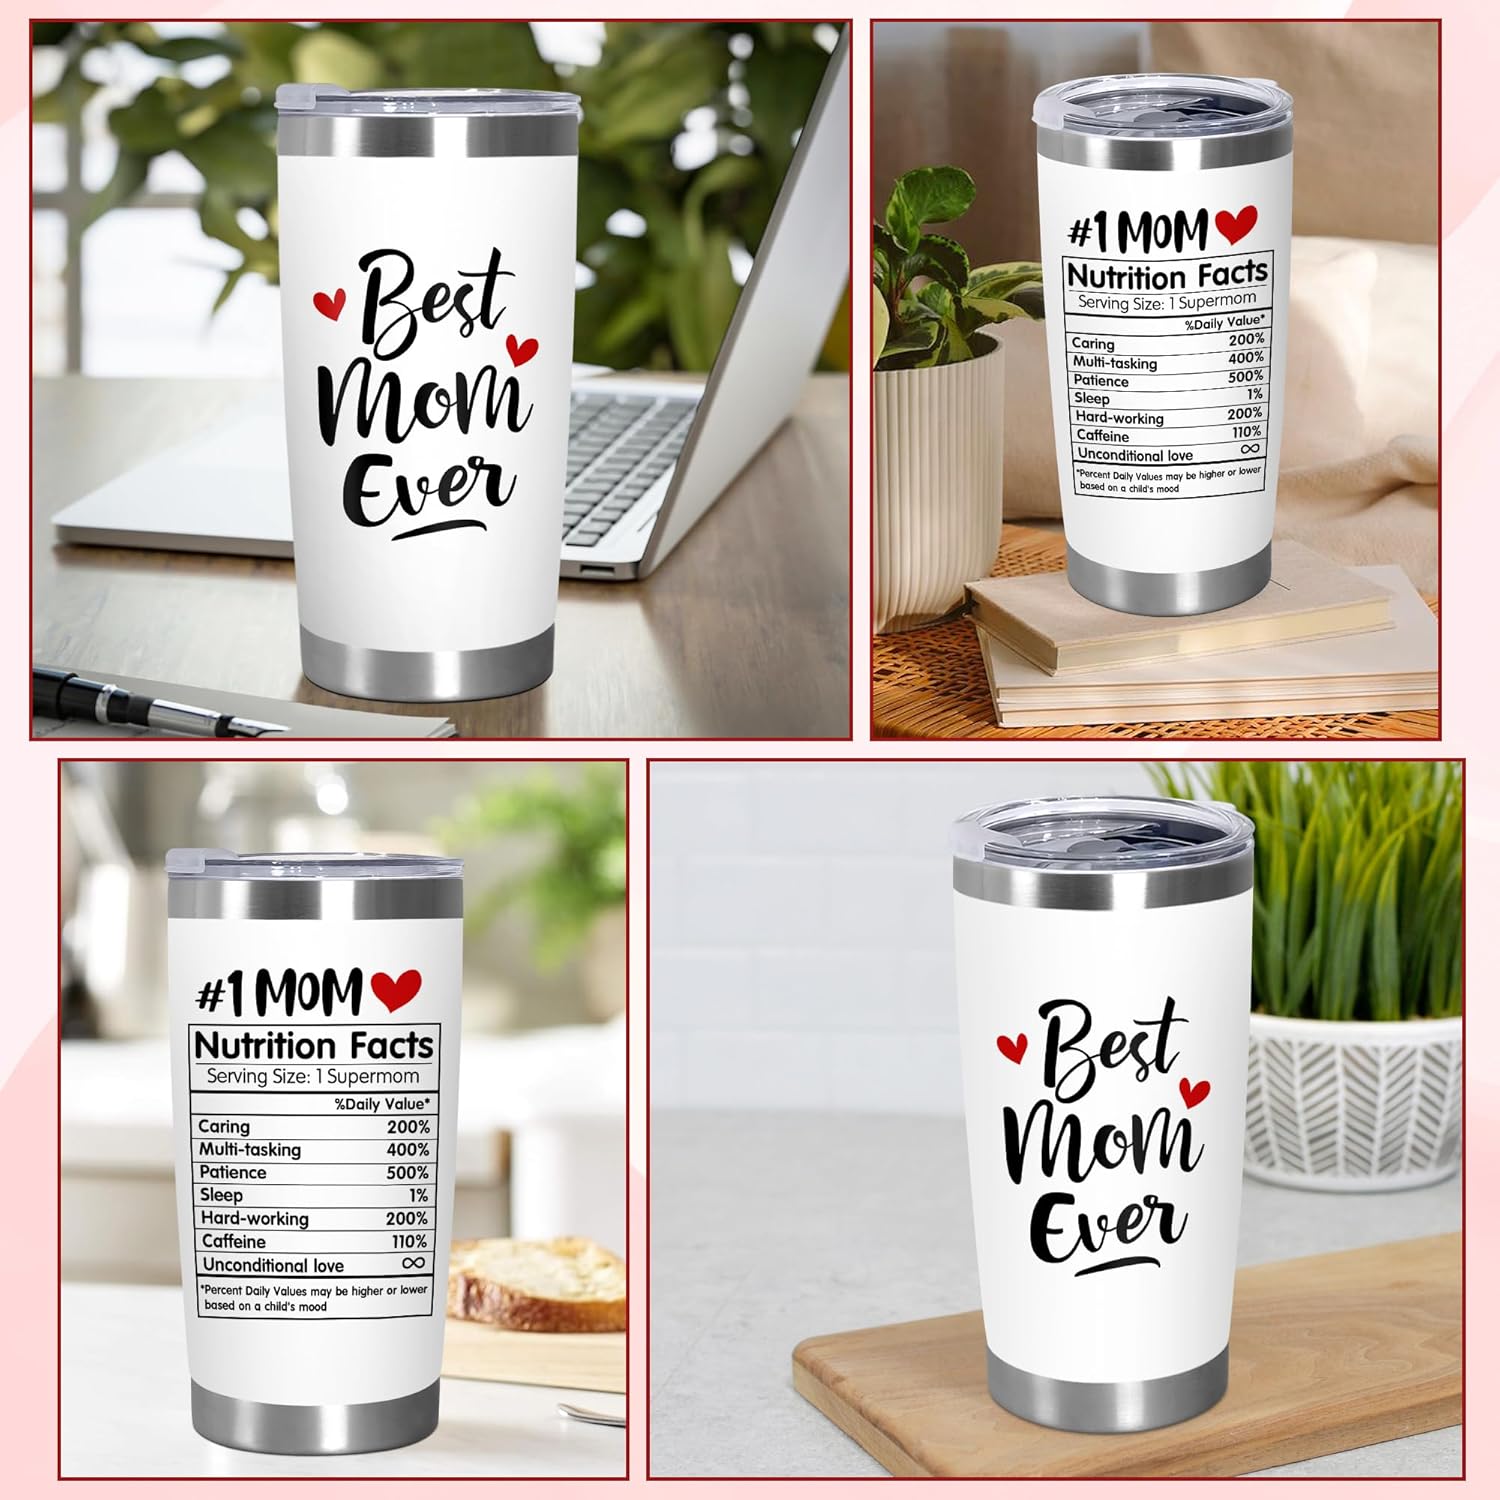 Best
Mom
Ever
#1 MOM
Nutrition Facts
Serving Size: 1 Supermom
%Daily Value*
Caring 200%
Multi-tasking 400%
Patience 500%
Sleep 1%
Hard-working 200%
Caffeine 110%
Unconditional love ∞
*Percent Daily Values may be higher or lower
based on a child's mood
#1 MOM
Nutrition Facts
Serving Size: 1 Supermom
%Daily Value*
Caring 200%
Multi-tasking 400%
Patience 500%
Sleep 1%
Hard-working 200%
Caffeine 110%
Unconditional love ∞
*Percent Daily Values may be higher or lower
based on a child's mood
Best
Mom
Ever